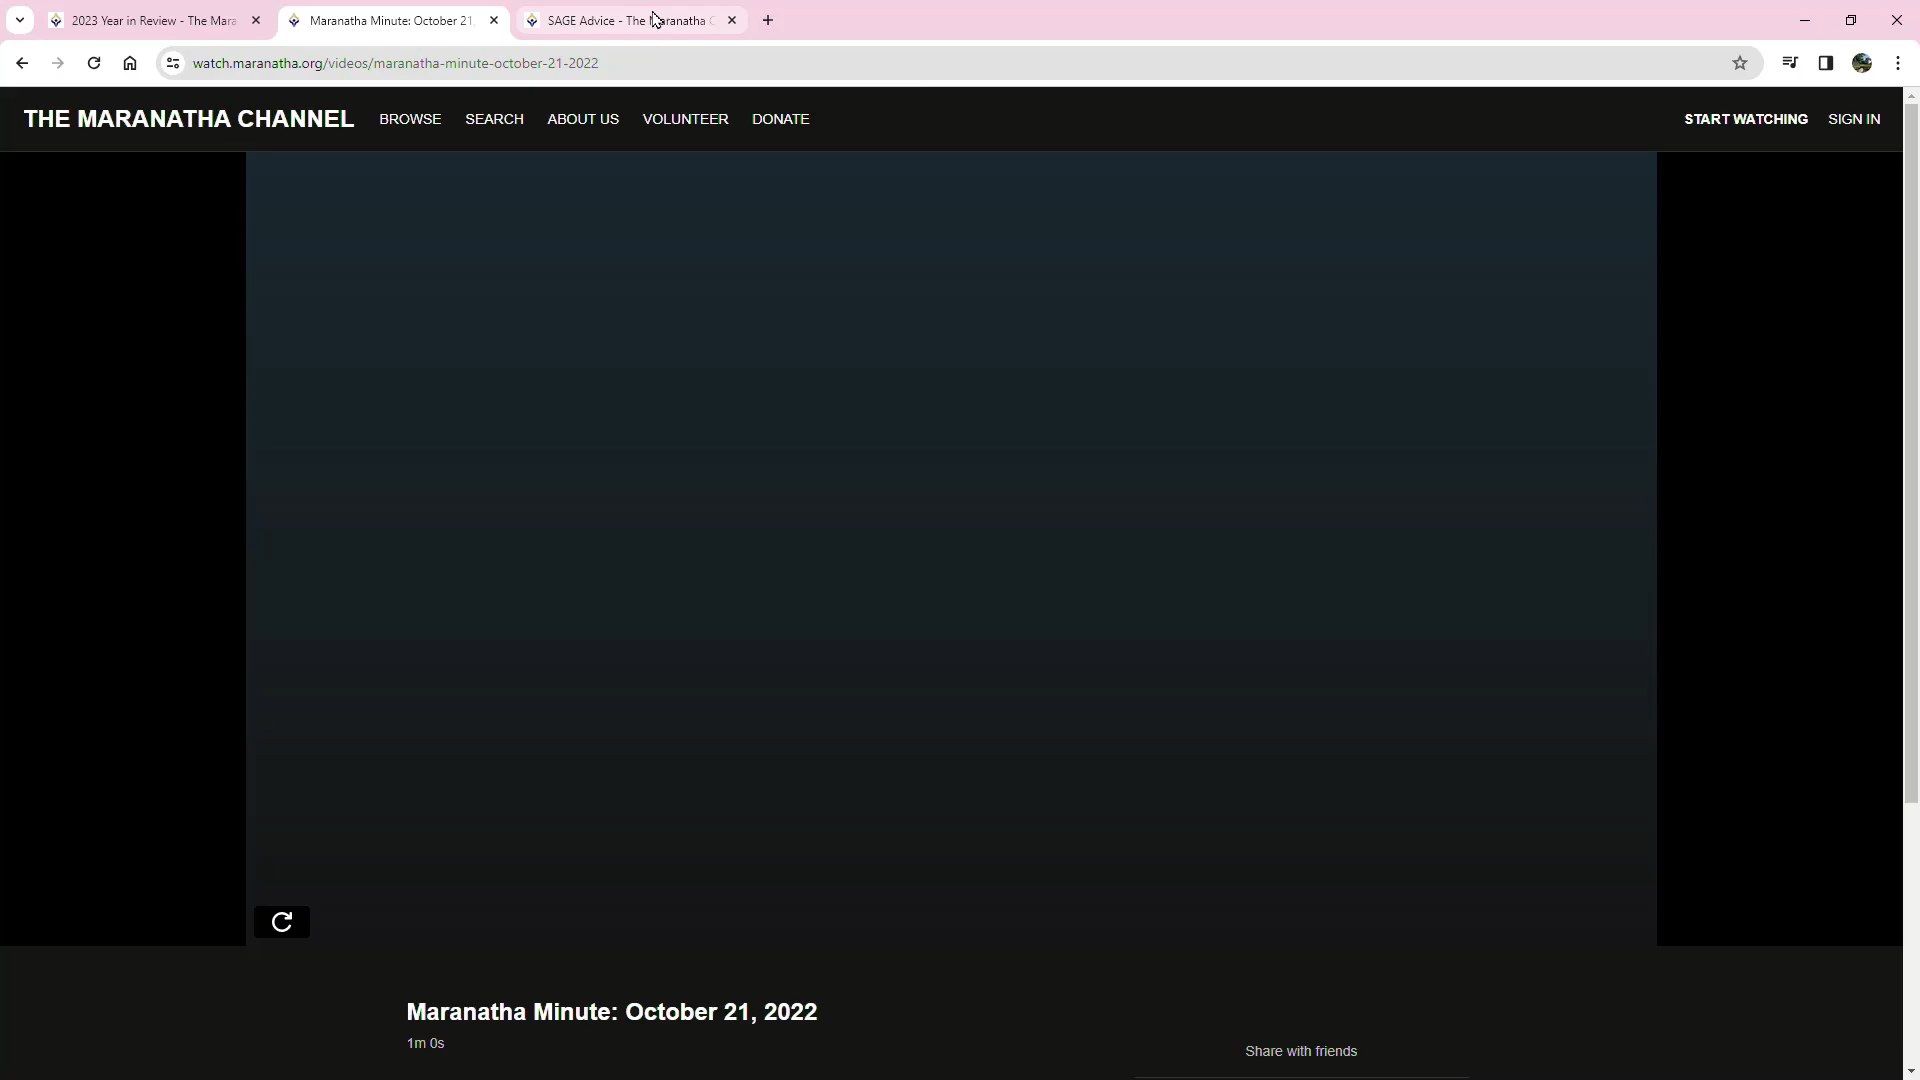 2023 Year in Review - The Mara
Maranatha Minute: October 21,
SAGE Advice - The Maranatha C
watch.maranatha.org/videos/maranatha-minute-october-21-2022
THE MARANATHA CHANNEL BROWSE SEARCH ABOUT US VOLUNTEER DONATE START WATCHING SIGN IN
Maranatha Minute: October 21, 2022
1m 0s
Share with friends